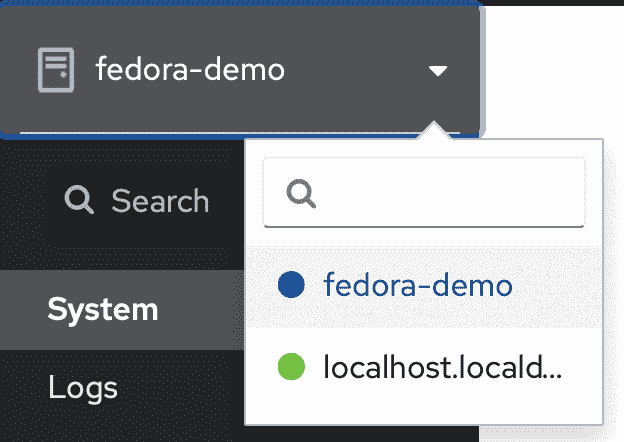 fedora-demo
Search
fedora-demo
System
localhost.locald...
Logs